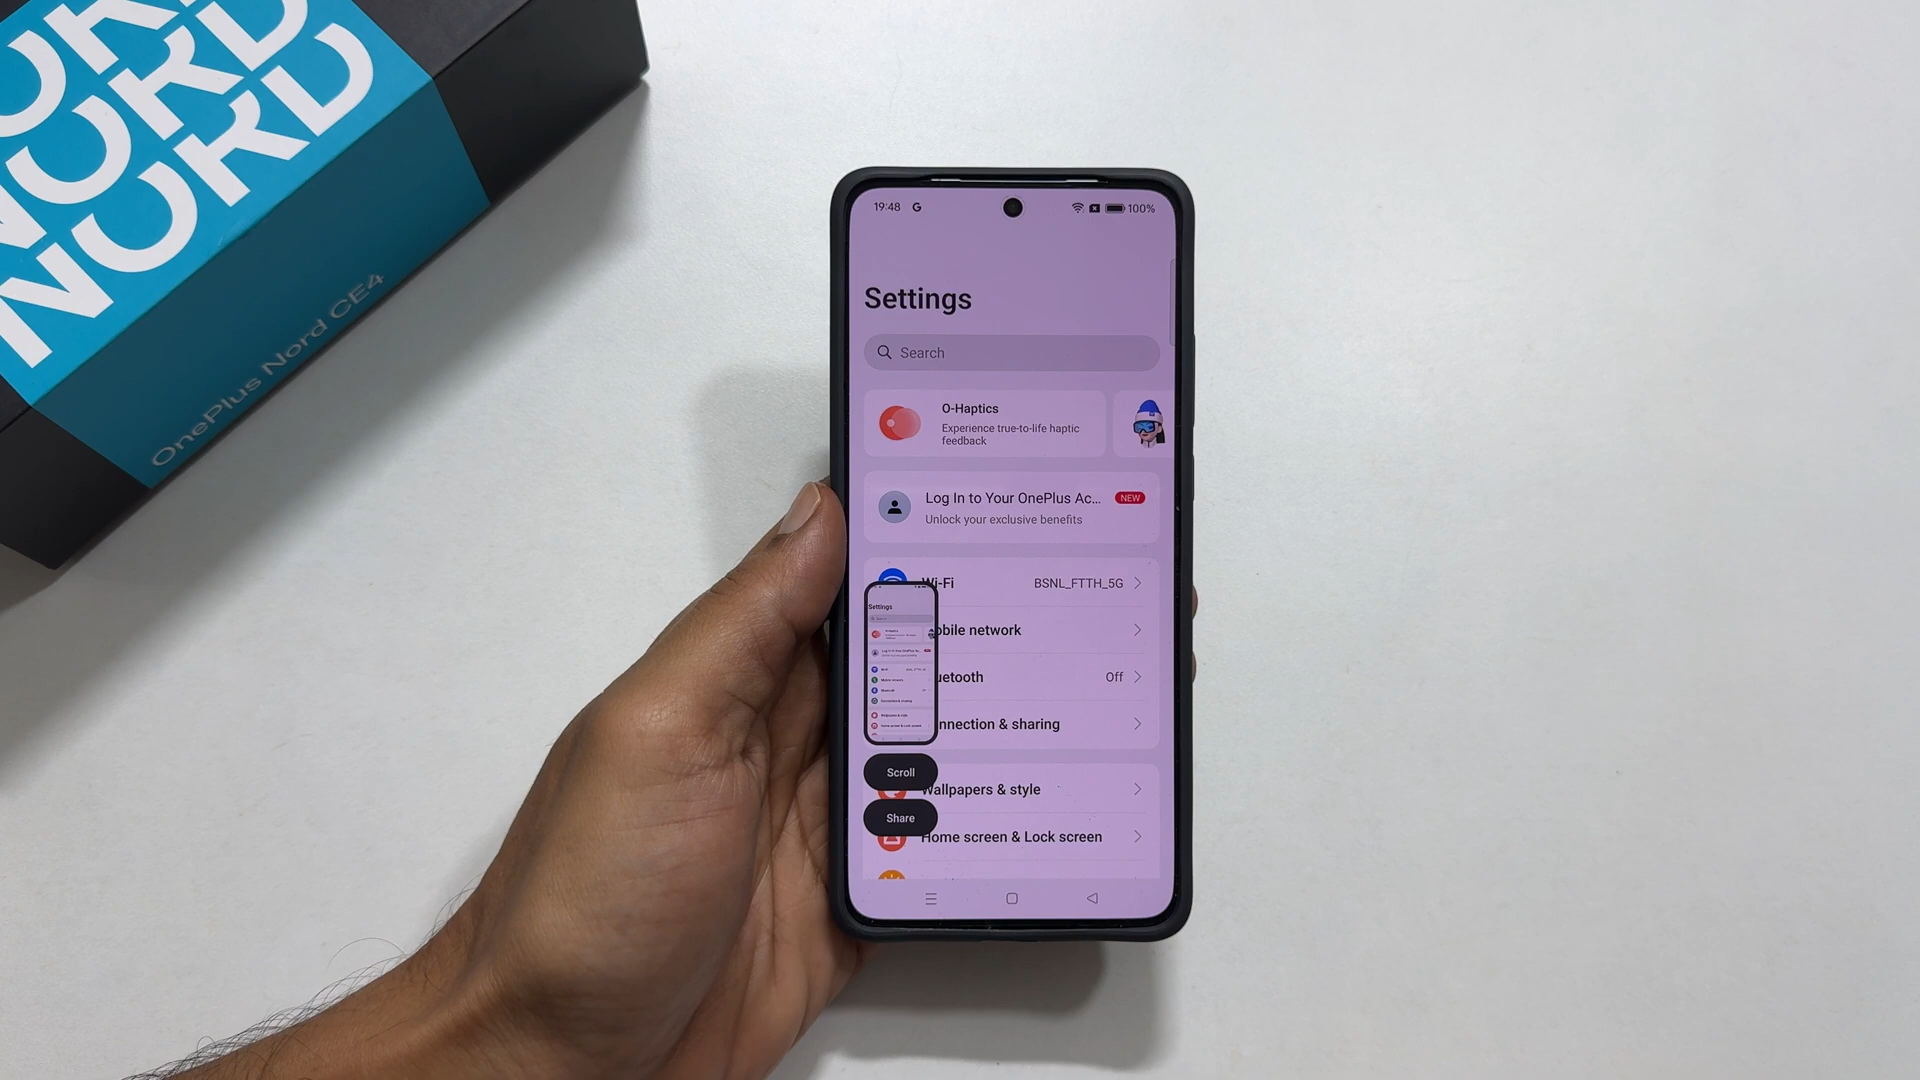 NORD
NORD
NORD
OnePlus Nord CE4
19:48 G
100%
Settings
Search
O-Haptics
Experience true-to-life haptic
feedback
Log In to Your OnePlus Ac... NEW
Unlock your exclusive benefits
Wi-Fi BSNL_FTTH_5G
obile network
uetooth Off
nnection & sharing
Settings
Scroll
Wallpapers & style
Share
Home screen & Lock screen